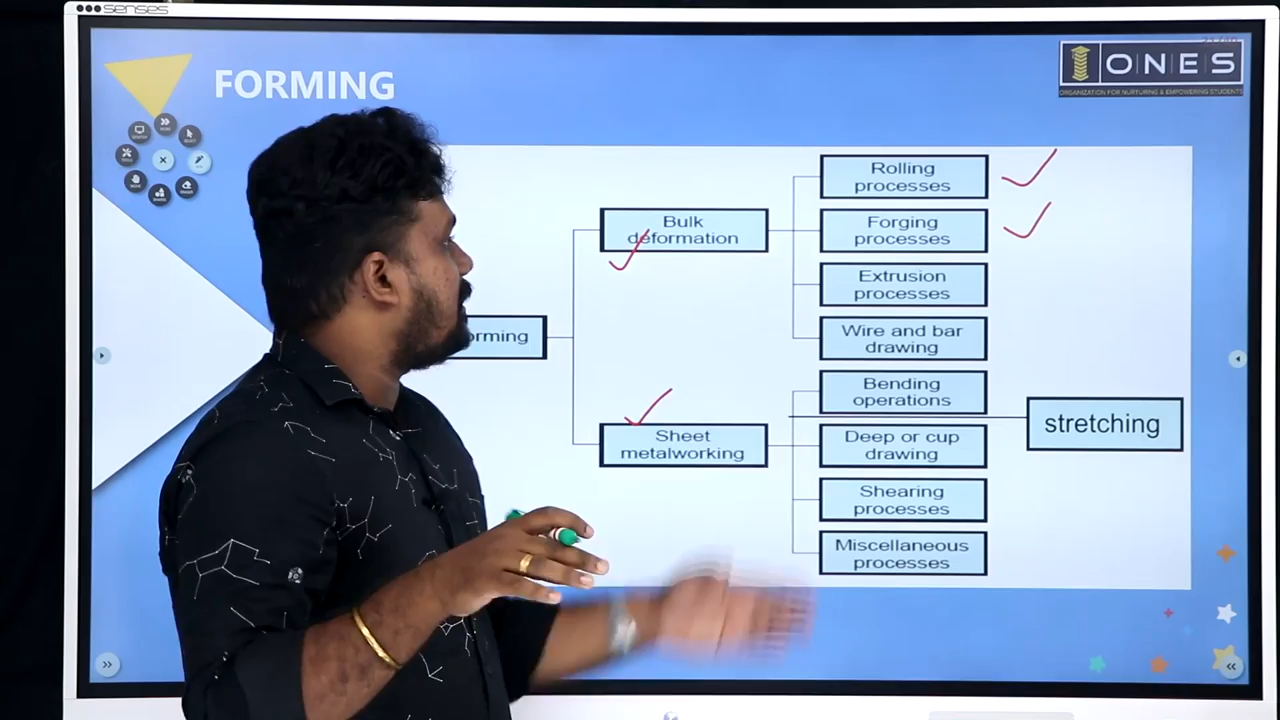 senses
FORMING
ONES
ORGANIZATION FOR NURTURING & EMPOWERING STUDENTS
Rolling
processes
Bulk
deformation
Forging
processes
Extrusion
processes
orming
Wire and bar
drawing
Bending
operations
stretching
Sheet
metalworking
Deep or cup
drawing
Shearing
processes
Miscellaneous
processes